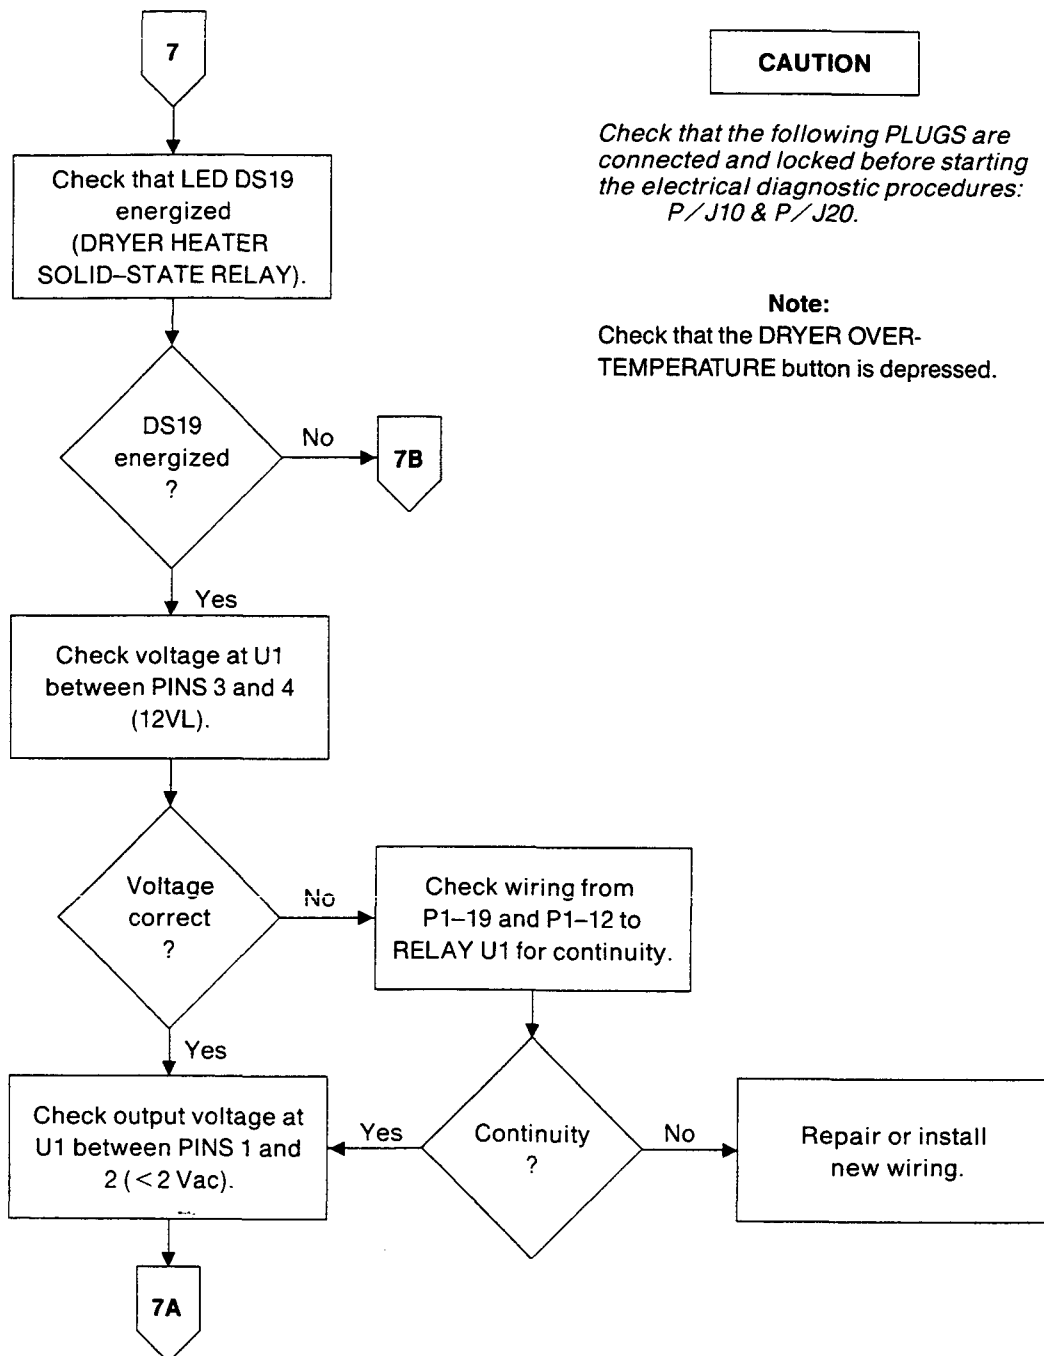 7
CAUTION
Check that the following PLUGS are
connected and locked before starting
the electrical diagnostic procedures:
P/J10 & P/J20.
Note:
Check that the DRYER OVER-
TEMPERATURE button is depressed.
Check that LED DS19
energized
(DRYER HEATER
SOLID–STATE RELAY).
DS19
energized
?
No
7B
Yes
Check voltage at U1
between PINS 3 and 4
(12VL).
Voltage
correct
?
No
Check wiring from
P1–19 and P1–12 to
RELAY U1 for continuity.
Yes
Check output voltage at
U1 between PINS 1 and
2 (<2 Vac).
Yes
Continuity
?
No
Repair or install
new wiring.
7A